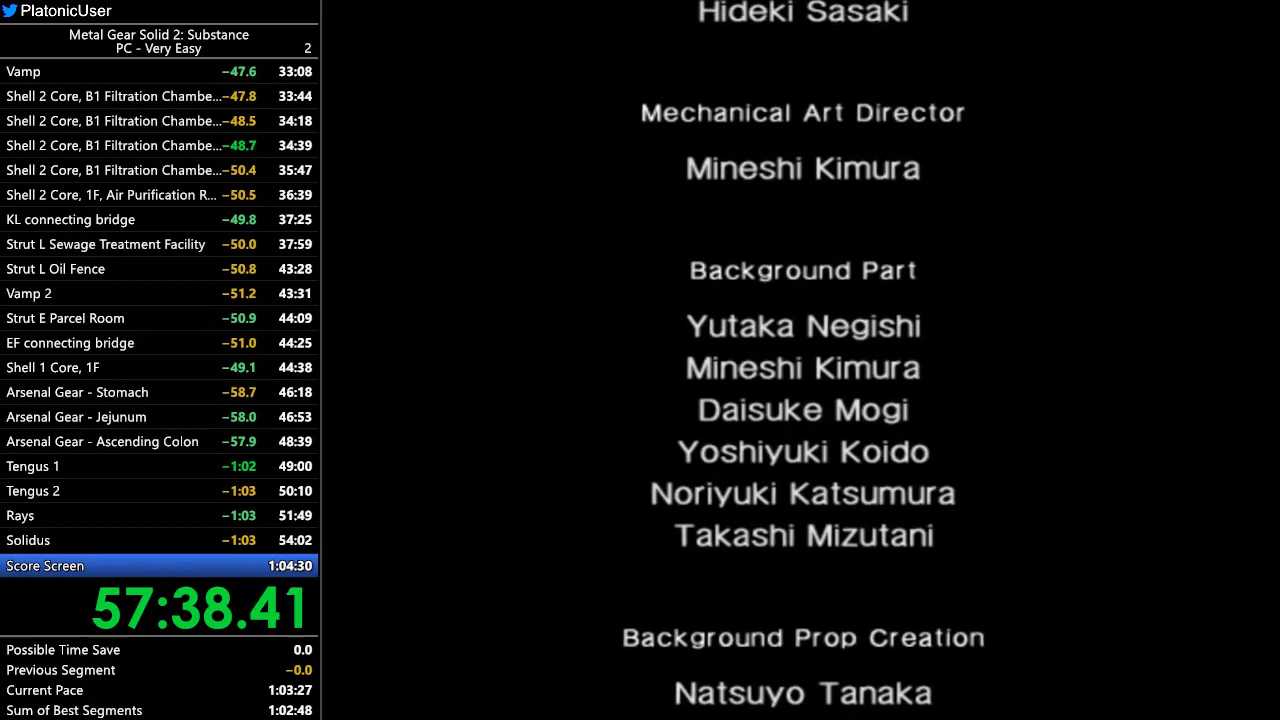 PlatonicUser
Metal Gear Solid 2: Substance
PC - Very Easy 2
Vamp -47.6 33:08
Shell 2 Core, B1 Filtration Chambe... -47.8 33:44
Shell 2 Core, B1 Filtration Chambe... -48.5 34:18
Shell 2 Core, B1 Filtration Chambe... -48.7 34:39
Shell 2 Core, B1 Filtration Chambe... -50.4 35:47
Shell 2 Core, 1F, Air Purification R... -50.5 36:39
KL connecting bridge -49.8 37:25
Strut L Sewage Treatment Facility -50.0 37:59
Strut L Oil Fence -50.8 43:28
Vamp 2 -51.2 43:31
Strut E Parcel Room -50.9 44:09
EF connecting bridge -51.0 44:25
Shell 1 Core, 1F -49.1 44:38
Arsenal Gear - Stomach -58.7 46:18
Arsenal Gear - Jejunum -58.0 46:53
Arsenal Gear - Ascending Colon -57.9 48:39
Tengus 1 -1:02 49:00
Tengus 2 -1:03 50:10
Rays -1:03 51:49
Solidus -1:03 54:02
Score Screen 1:04:30
57:38.41
Possible Time Save 0.0
Previous Segment -0.0
Current Pace 1:03:27
Sum of Best Segments 1:02:48
Hideki Sasaki
Mechanical Art Director
Mineshi Kimura
Background Part
Yutaka Negishi
Mineshi Kimura
Daisuke Mogi
Yoshiyuki Koido
Noriyuki Katsumura
Takashi Mizutani
Background Prop Creation
Natsuyo Tanaka